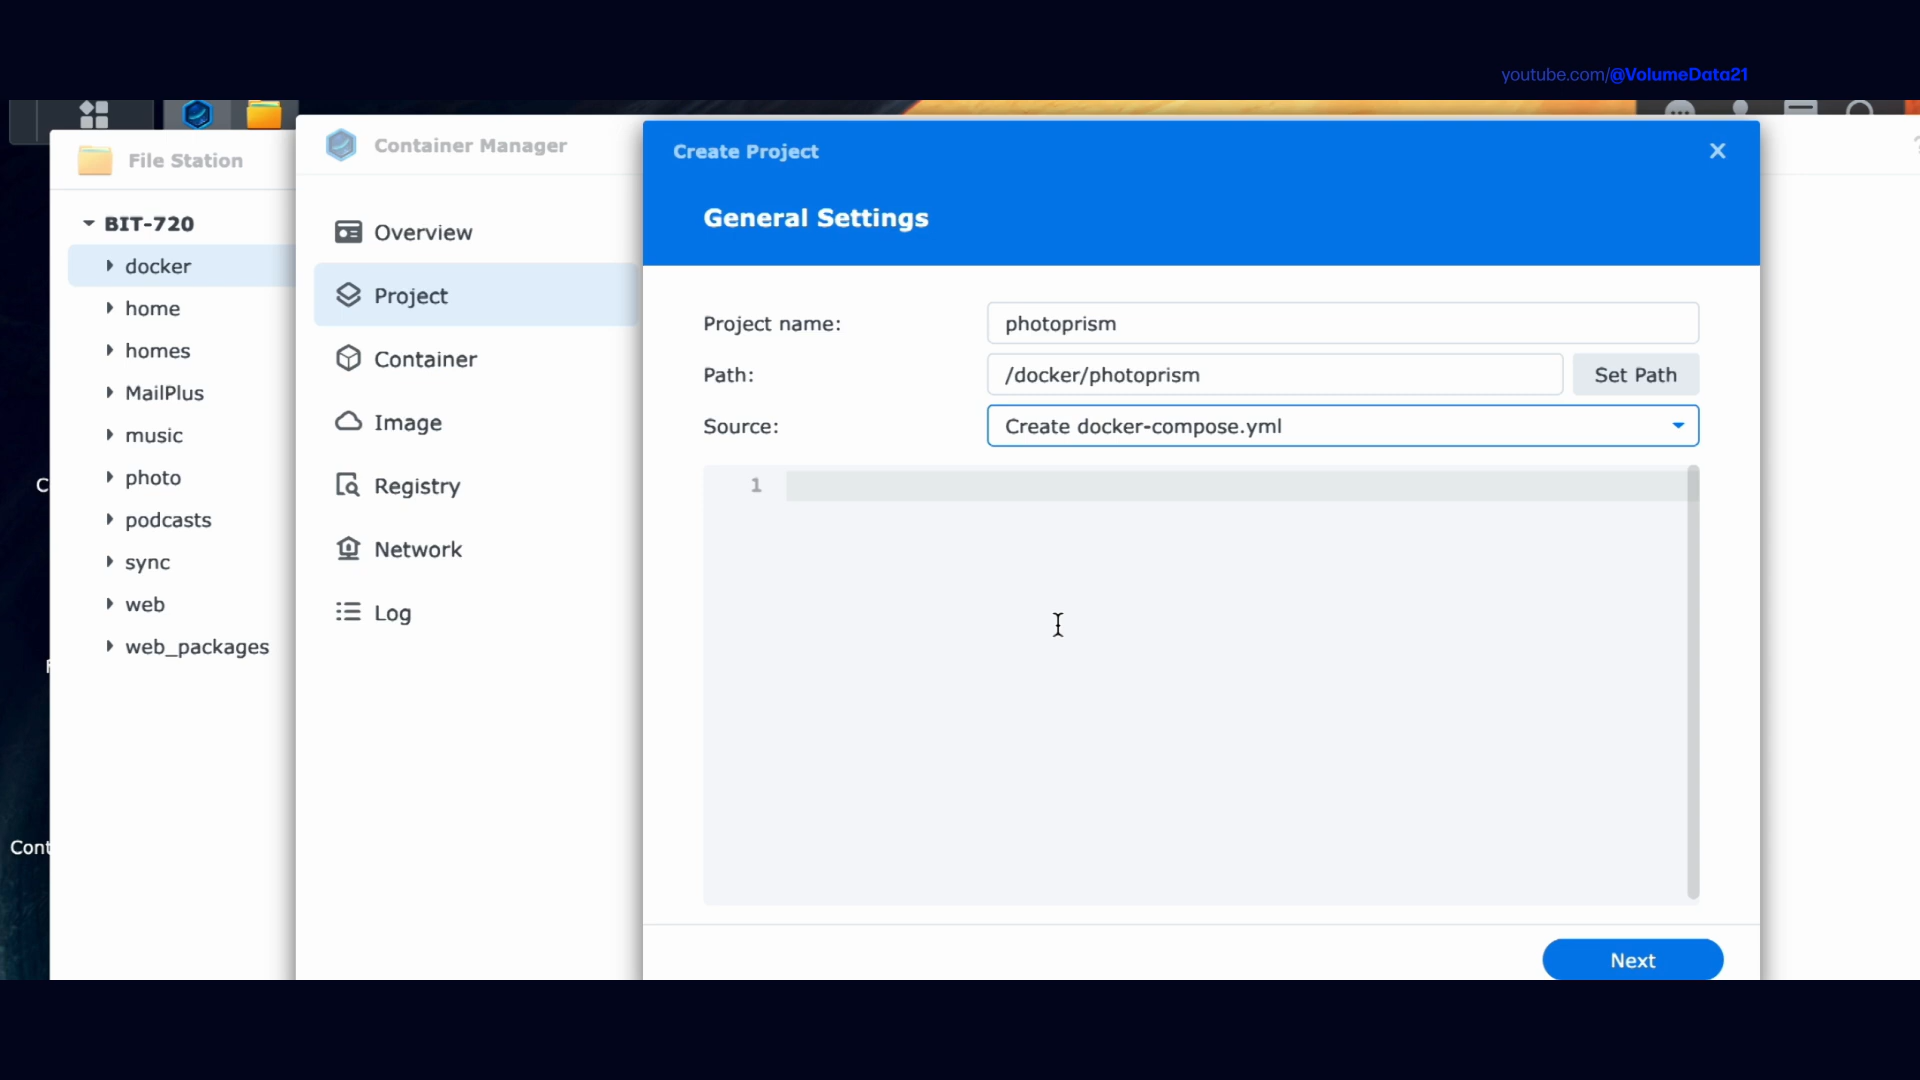 youtube.com/@VolumeData21
File Station
BIT-720
docker
home
homes
MailPlus
music
photo
podcasts
sync
web
web_packages
Cont
Container Manager
Overview
Project
Container
Image
Registry
Network
Log
Create Project
General Settings
Project name:
photoprism
Path:
/docker/photoprism
Set Path
Source:
Create docker-compose.yml
1
Next